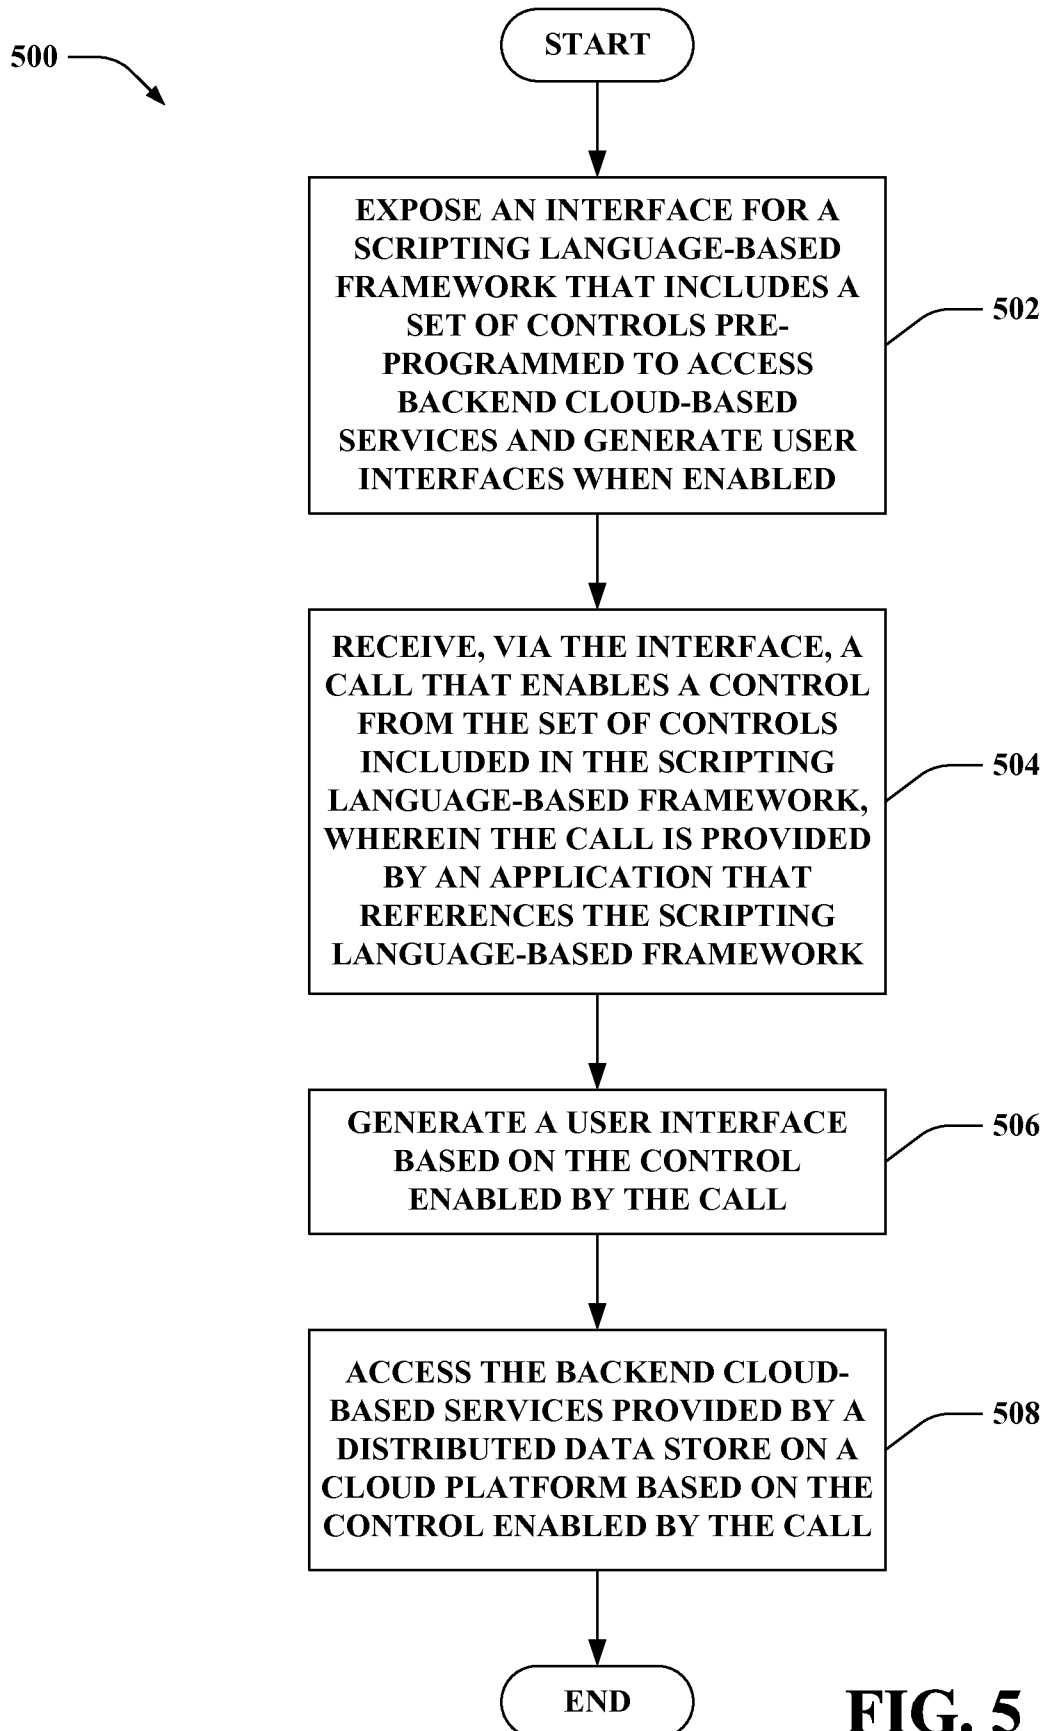 500
START
EXPOSE AN INTERFACE FOR A
SCRIPTING LANGUAGE-BASED
FRAMEWORK THAT INCLUDES A
SET OF CONTROLS PRE-
PROGRAMMED TO ACCESS
BACKEND CLOUD-BASED
SERVICES AND GENERATE USER
INTERFACES WHEN ENABLED
502
RECEIVE, VIA THE INTERFACE, A
CALL THAT ENABLES A CONTROL
FROM THE SET OF CONTROLS
INCLUDED IN THE SCRIPTING
LANGUAGE-BASED FRAMEWORK,
WHEREIN THE CALL IS PROVIDED
BY AN APPLICATION THAT
REFERENCES THE SCRIPTING
LANGUAGE-BASED FRAMEWORK
504
GENERATE A USER INTERFACE
BASED ON THE CONTROL
ENABLED BY THE CALL
506
ACCESS THE BACKEND CLOUD-
BASED SERVICES PROVIDED BY A
DISTRIBUTED DATA STORE ON A
CLOUD PLATFORM BASED ON THE
CONTROL ENABLED BY THE CALL
508
END
FIG. 5